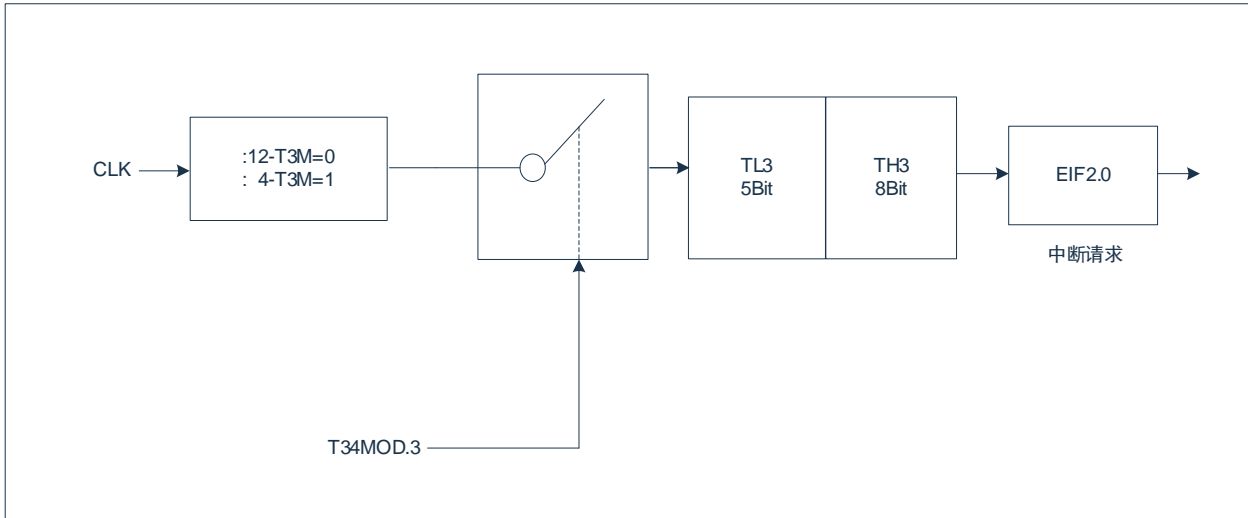 CLK
:12-T3M=0
: 4-T3M=1
TL3
5Bit
TH3
8Bit
EIF2.0
中断请求
T34MOD.3